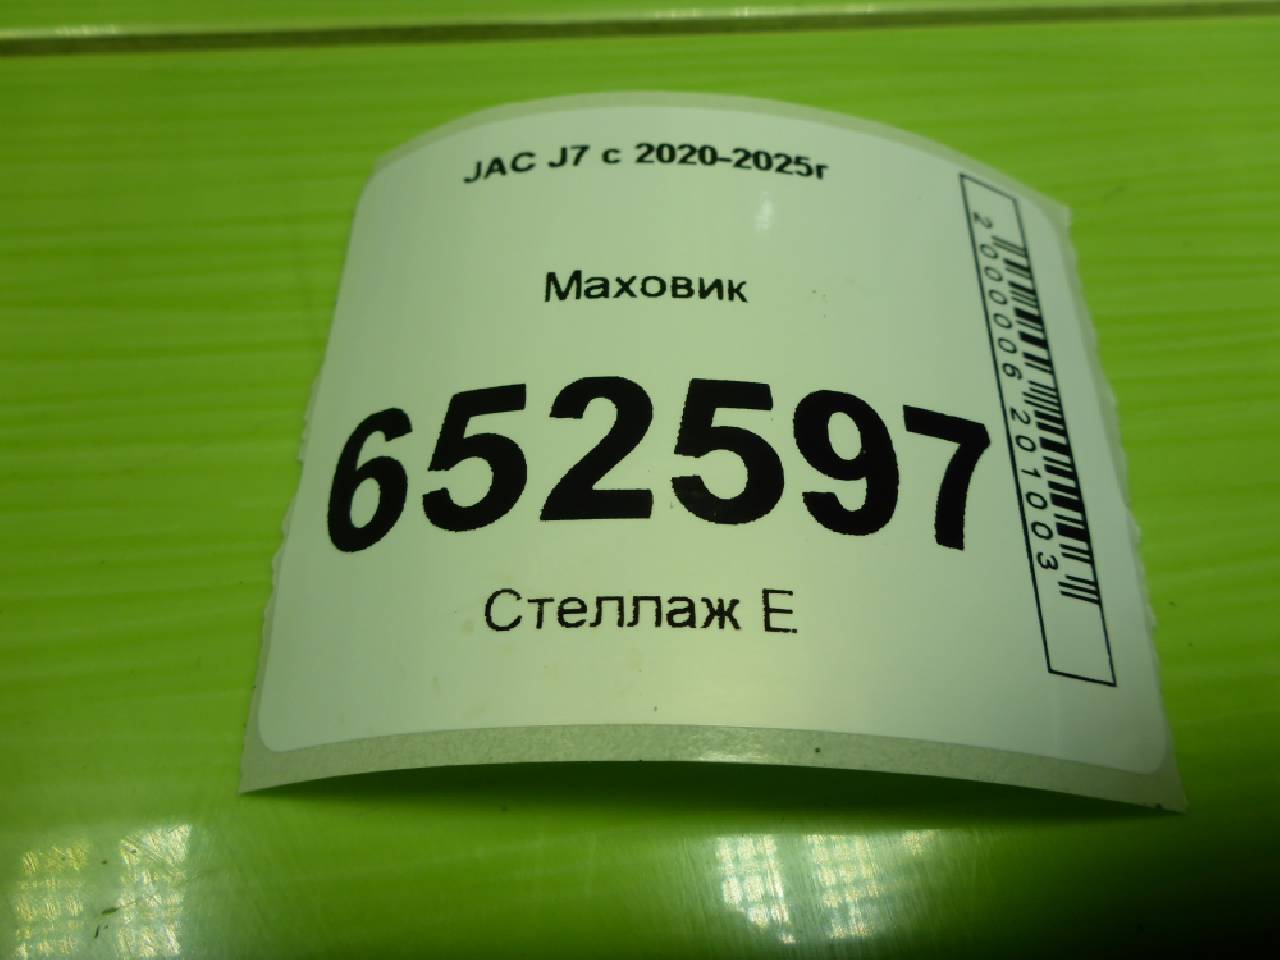 JAC J7 с 2020-2025г
Маховик
652597
Стеллаж Е
2000006201003